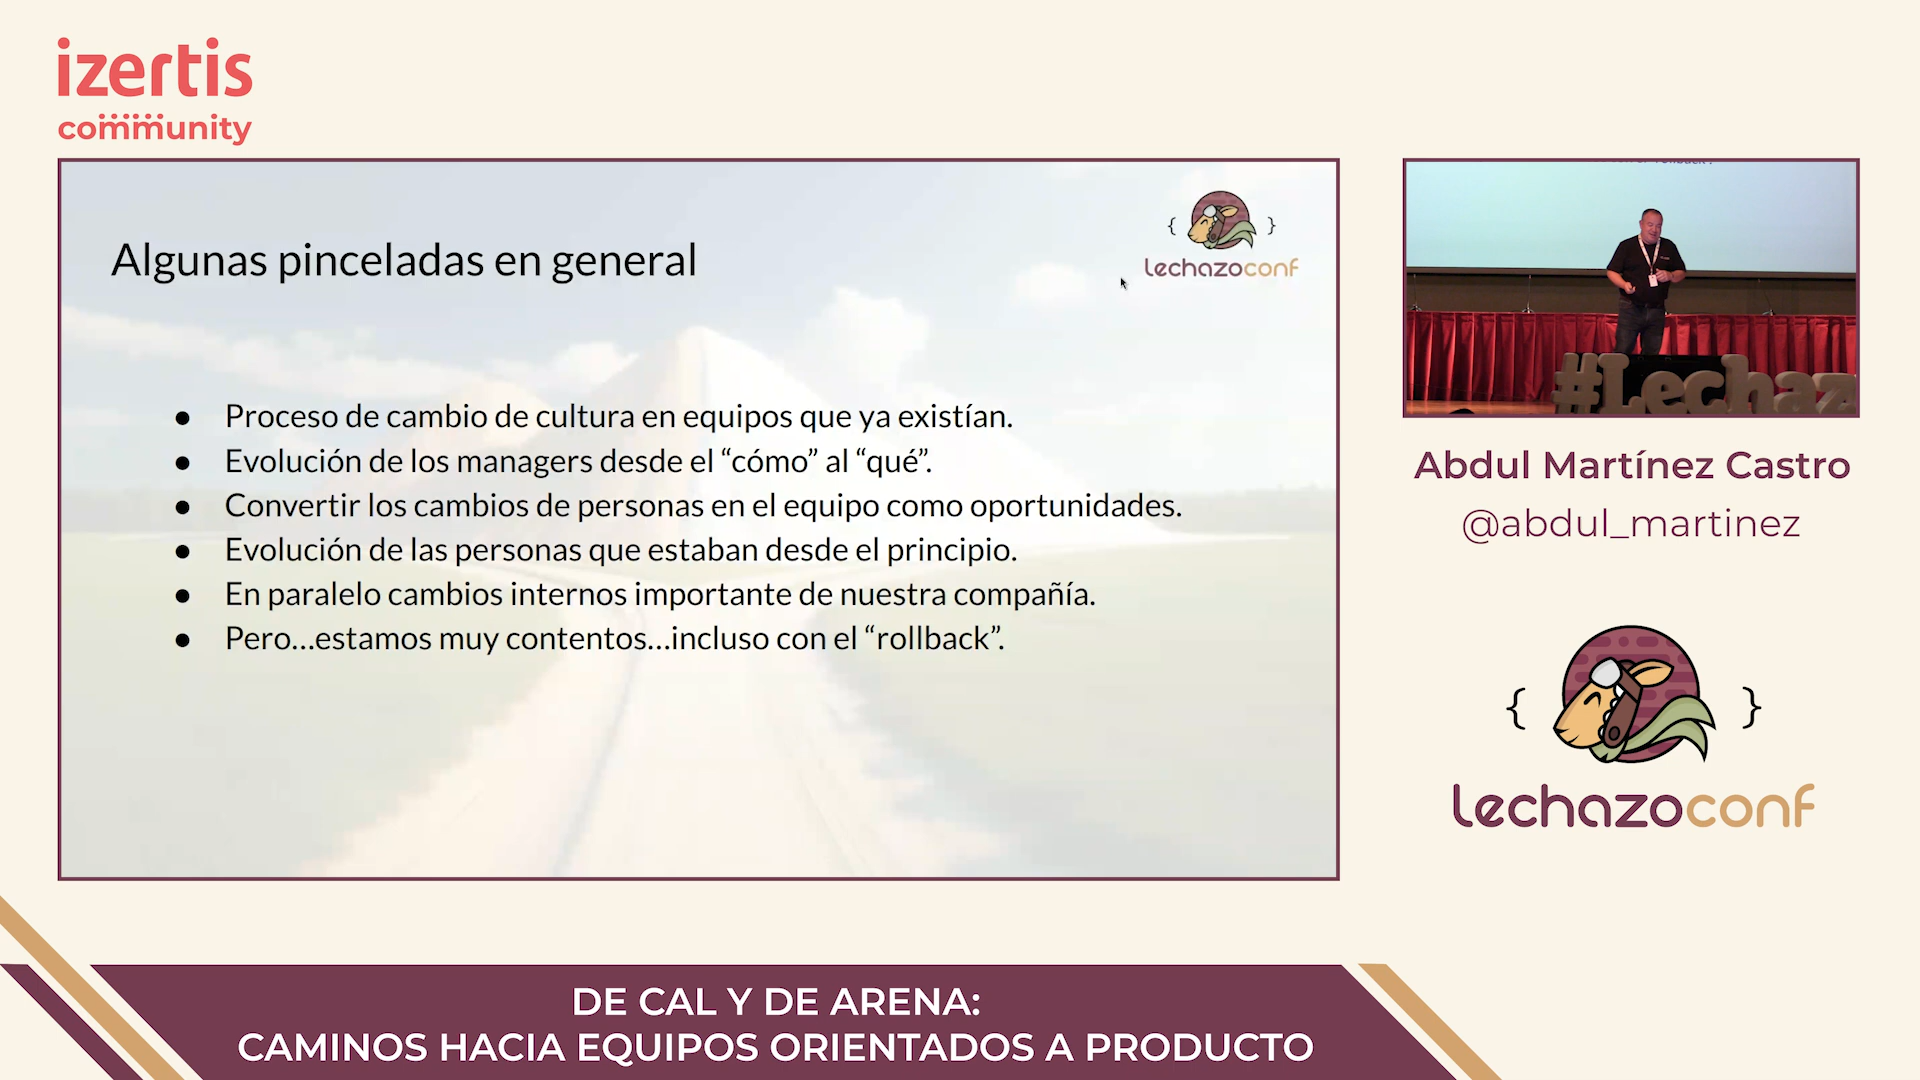 izertis
community
Algunas pinceladas en general
{ }
Lechazoconf
● Proceso de cambio de cultura en equipos que ya existían.
● Evolución de los managers desde el “cómo” al “qué”.
● Convertir los cambios de personas en el equipo como oportunidades.
● Evolución de las personas que estaban desde el principio.
● En paralelo cambios internos importante de nuestra compañía.
● Pero...estamos muy contentos...incluso con el “rollback”.
#Lechaz
Abdul Martínez Castro
@abdul_martinez
{ }
Lechazoconf
DE CAL Y DE ARENA:
CAMINOS HACIA EQUIPOS ORIENTADOS A PRODUCTO